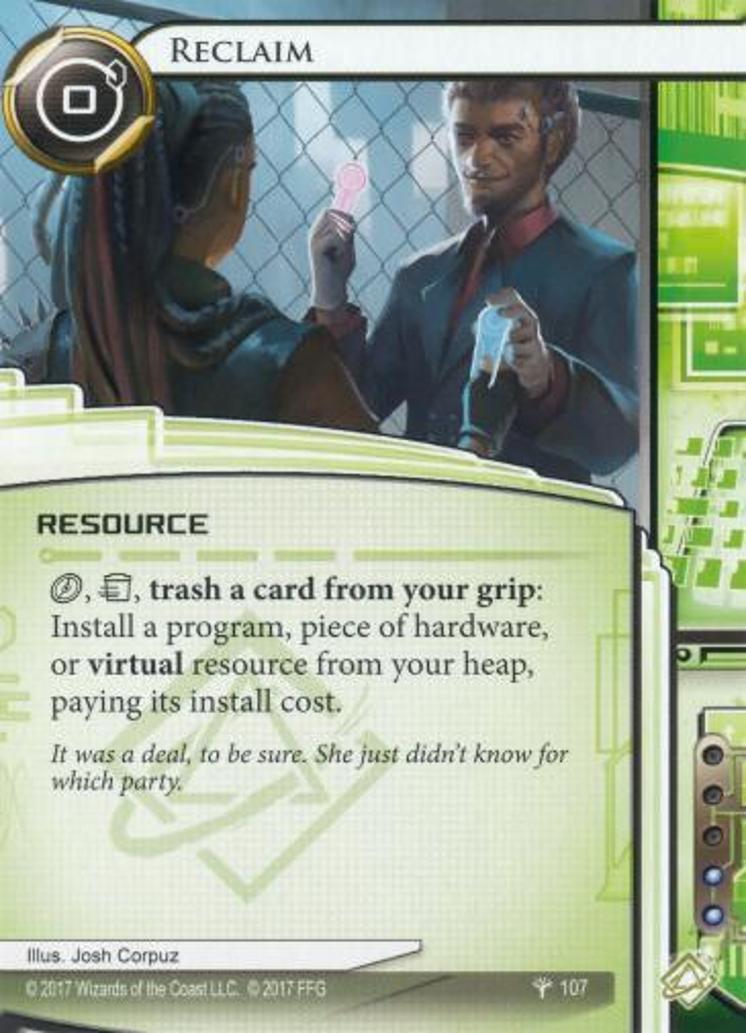 RECLAIM
RESOURCE
, , trash a card from your grip:
Install a program, piece of hardware,
or virtual resource from your heap,
paying its install cost.
It was a deal, to be sure. She just didn't know for
which party.
Illus. Josh Corpuz
© 2017 Wizards of the Coast LLC. © 2017 FFG 107